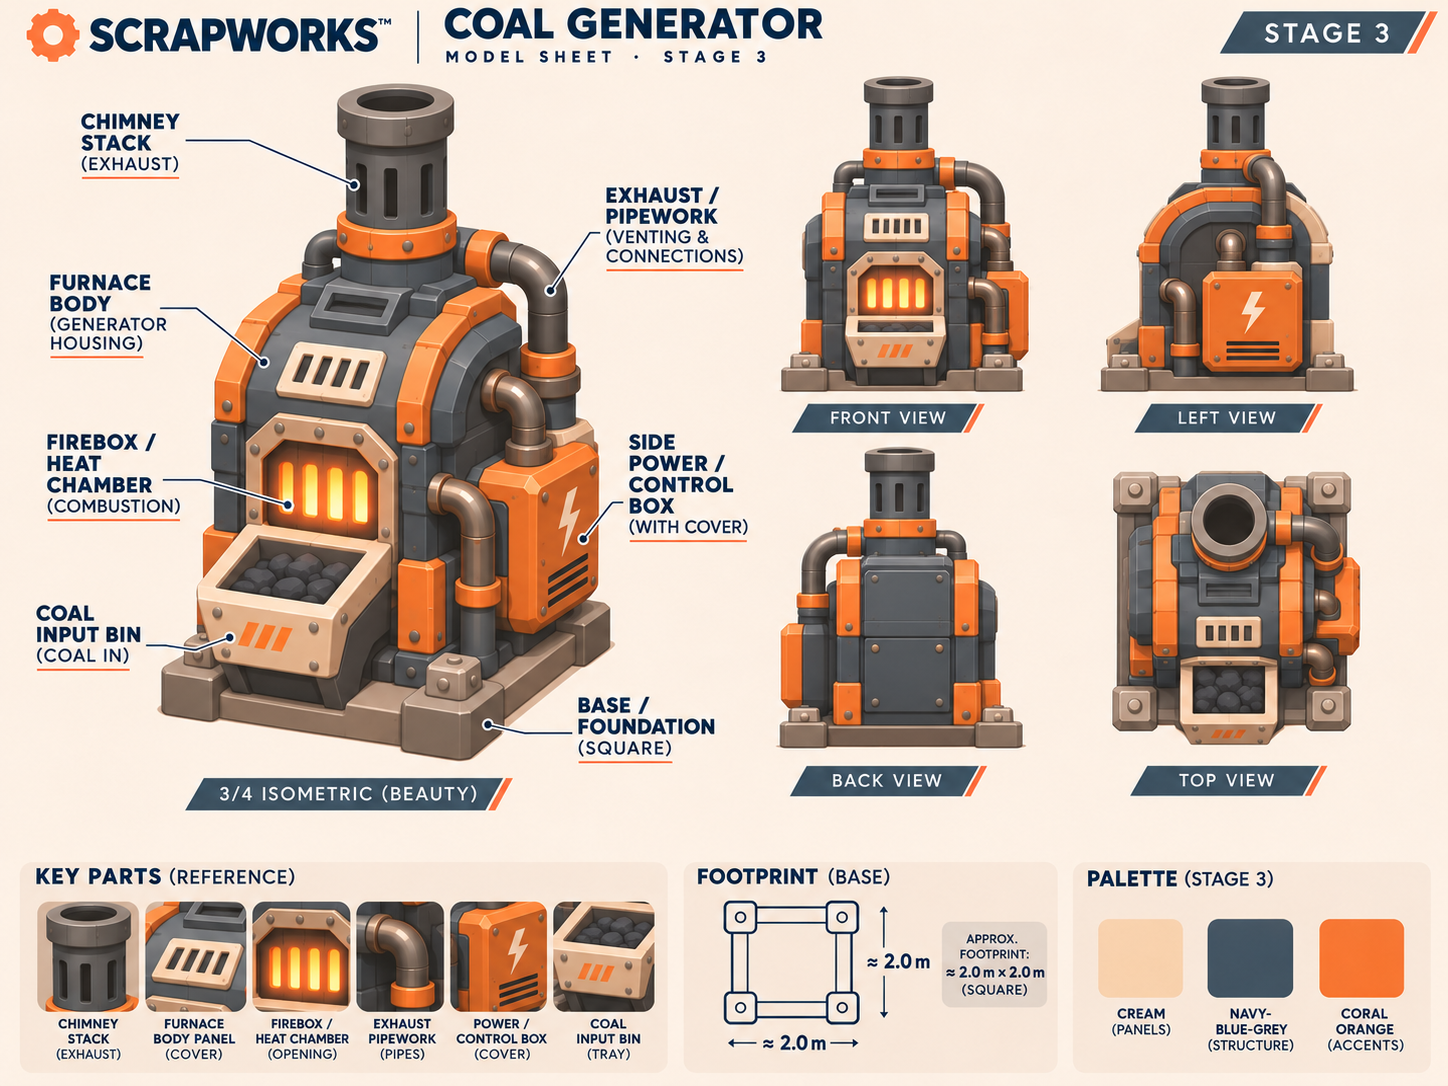 SCRAPWORKS™
COAL GENERATOR
MODEL SHEET · STAGE 3
STAGE 3
CHIMNEY
STACK
(EXHAUST)
EXHAUST /
PIPEWORK
(VENTING &
CONNECTIONS)
FURNACE
BODY
(GENERATOR
HOUSING)
FIREBOX /
HEAT
CHAMBER
(COMBUSTION)
SIDE
POWER /
CONTROL
BOX
(WITH COVER)
COAL
INPUT BIN
(COAL IN)
BASE /
FOUNDATION
(SQUARE)
3/4 ISOMETRIC (BEAUTY)
FRONT VIEW
LEFT VIEW
BACK VIEW
TOP VIEW
KEY PARTS (REFERENCE)
CHIMNEY
STACK
(EXHAUST)
FURNACE
BODY PANEL
(COVER)
FIREBOX /
HEAT CHAMBER
(OPENING)
EXHAUST
PIPEWORK
(PIPES)
POWER /
CONTROL BOX
(COVER)
COAL
INPUT BIN
(TRAY)
FOOTPRINT (BASE)
≈ 2.0 m
≈ 2.0 m
APPROX.
FOOTPRINT:
≈ 2.0 m × 2.0 m
(SQUARE)
PALETTE (STAGE 3)
CREAM
(PANELS)
NAVY-
BLUE-GREY
(STRUCTURE)
CORAL
ORANGE
(ACCENTS)